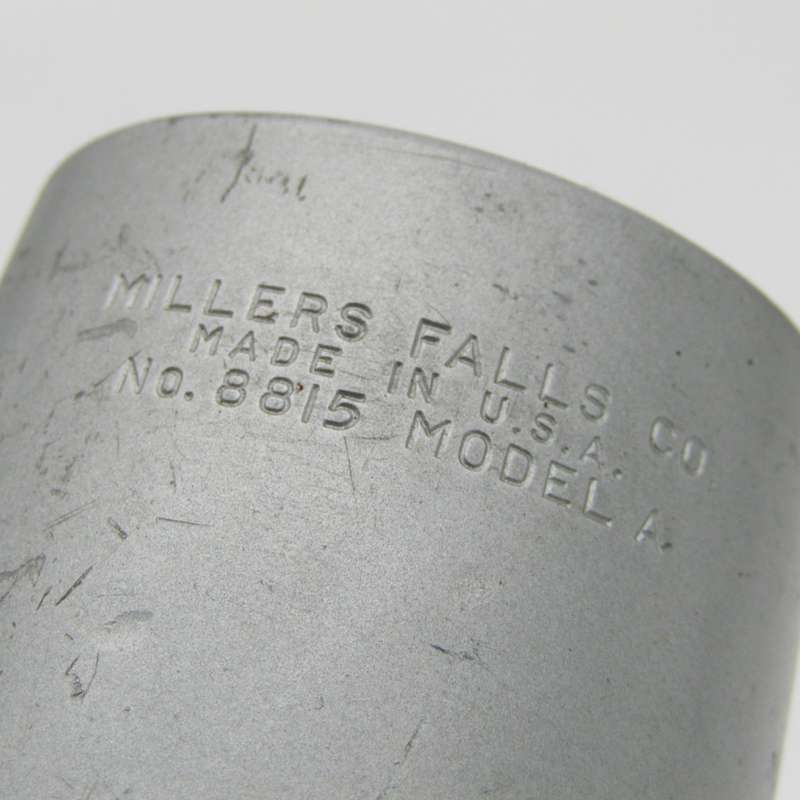 MILLERS FALLS CO
MADE IN U.S.A.
No. 8815 MODEL A.